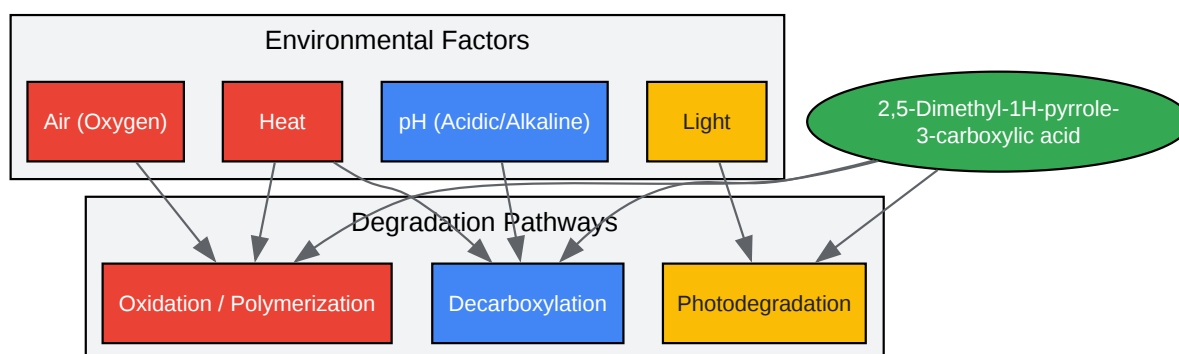 Environmental Factors
Air (Oxygen)
Heat
pH (Acidic/Alkaline)
Light
2,5-Dimethyl-1H-pyrrole-
3-carboxylic acid
Degradation Pathways
Oxidation / Polymerization
Decarboxylation
Photodegradation